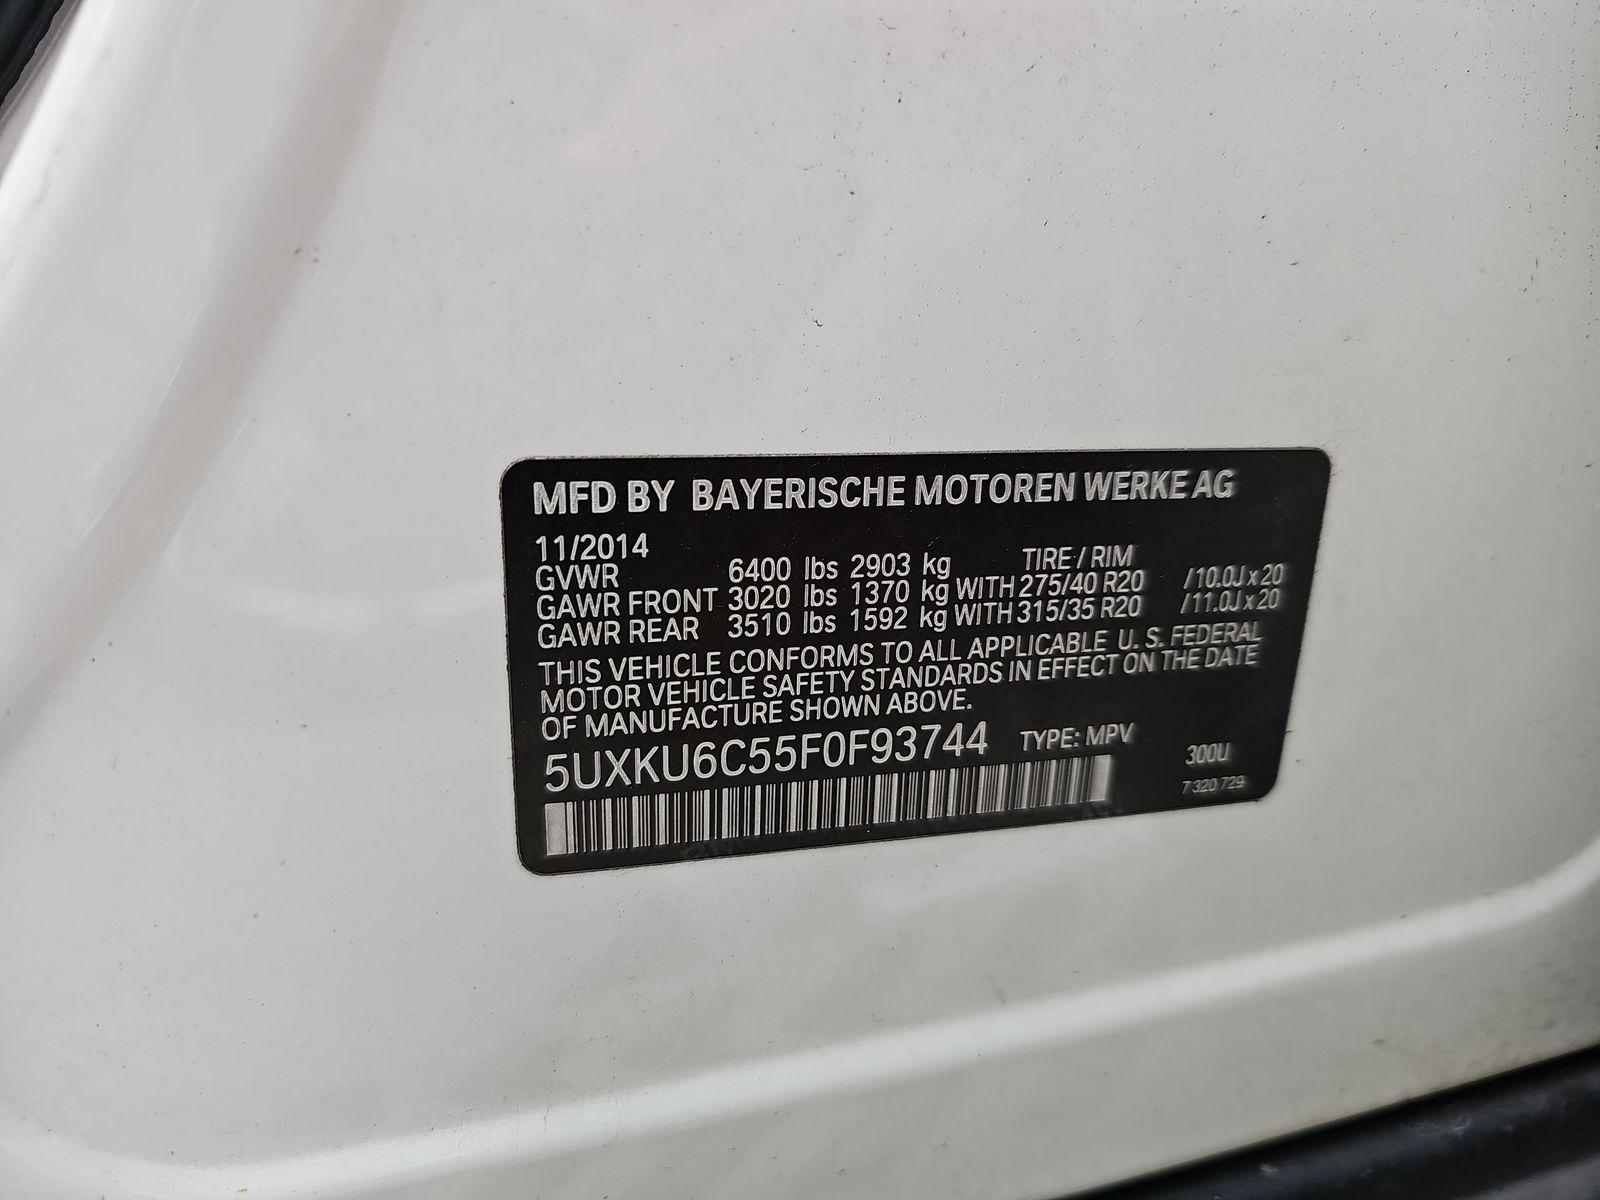 MFD BY BAYERISCHE MOTOREN WERKE AG
11/2014
GVWR 6400 lbs 2903 kg TIRE / RIM
GAWR FRONT 3020 lbs 1370 kg WITH 275/40 R20 / 10.0J x 20
GAWR REAR 3510 lbs 1592 kg WITH 315/35 R20 / 11.0J x 20
THIS VEHICLE CONFORMS TO ALL APPLICABLE U. S. FEDERAL
MOTOR VEHICLE SAFETY STANDARDS IN EFFECT ON THE DATE
OF MANUFACTURE SHOWN ABOVE.
5UXKU6C55F0F93744 TYPE: MPV 300U
7 320 729